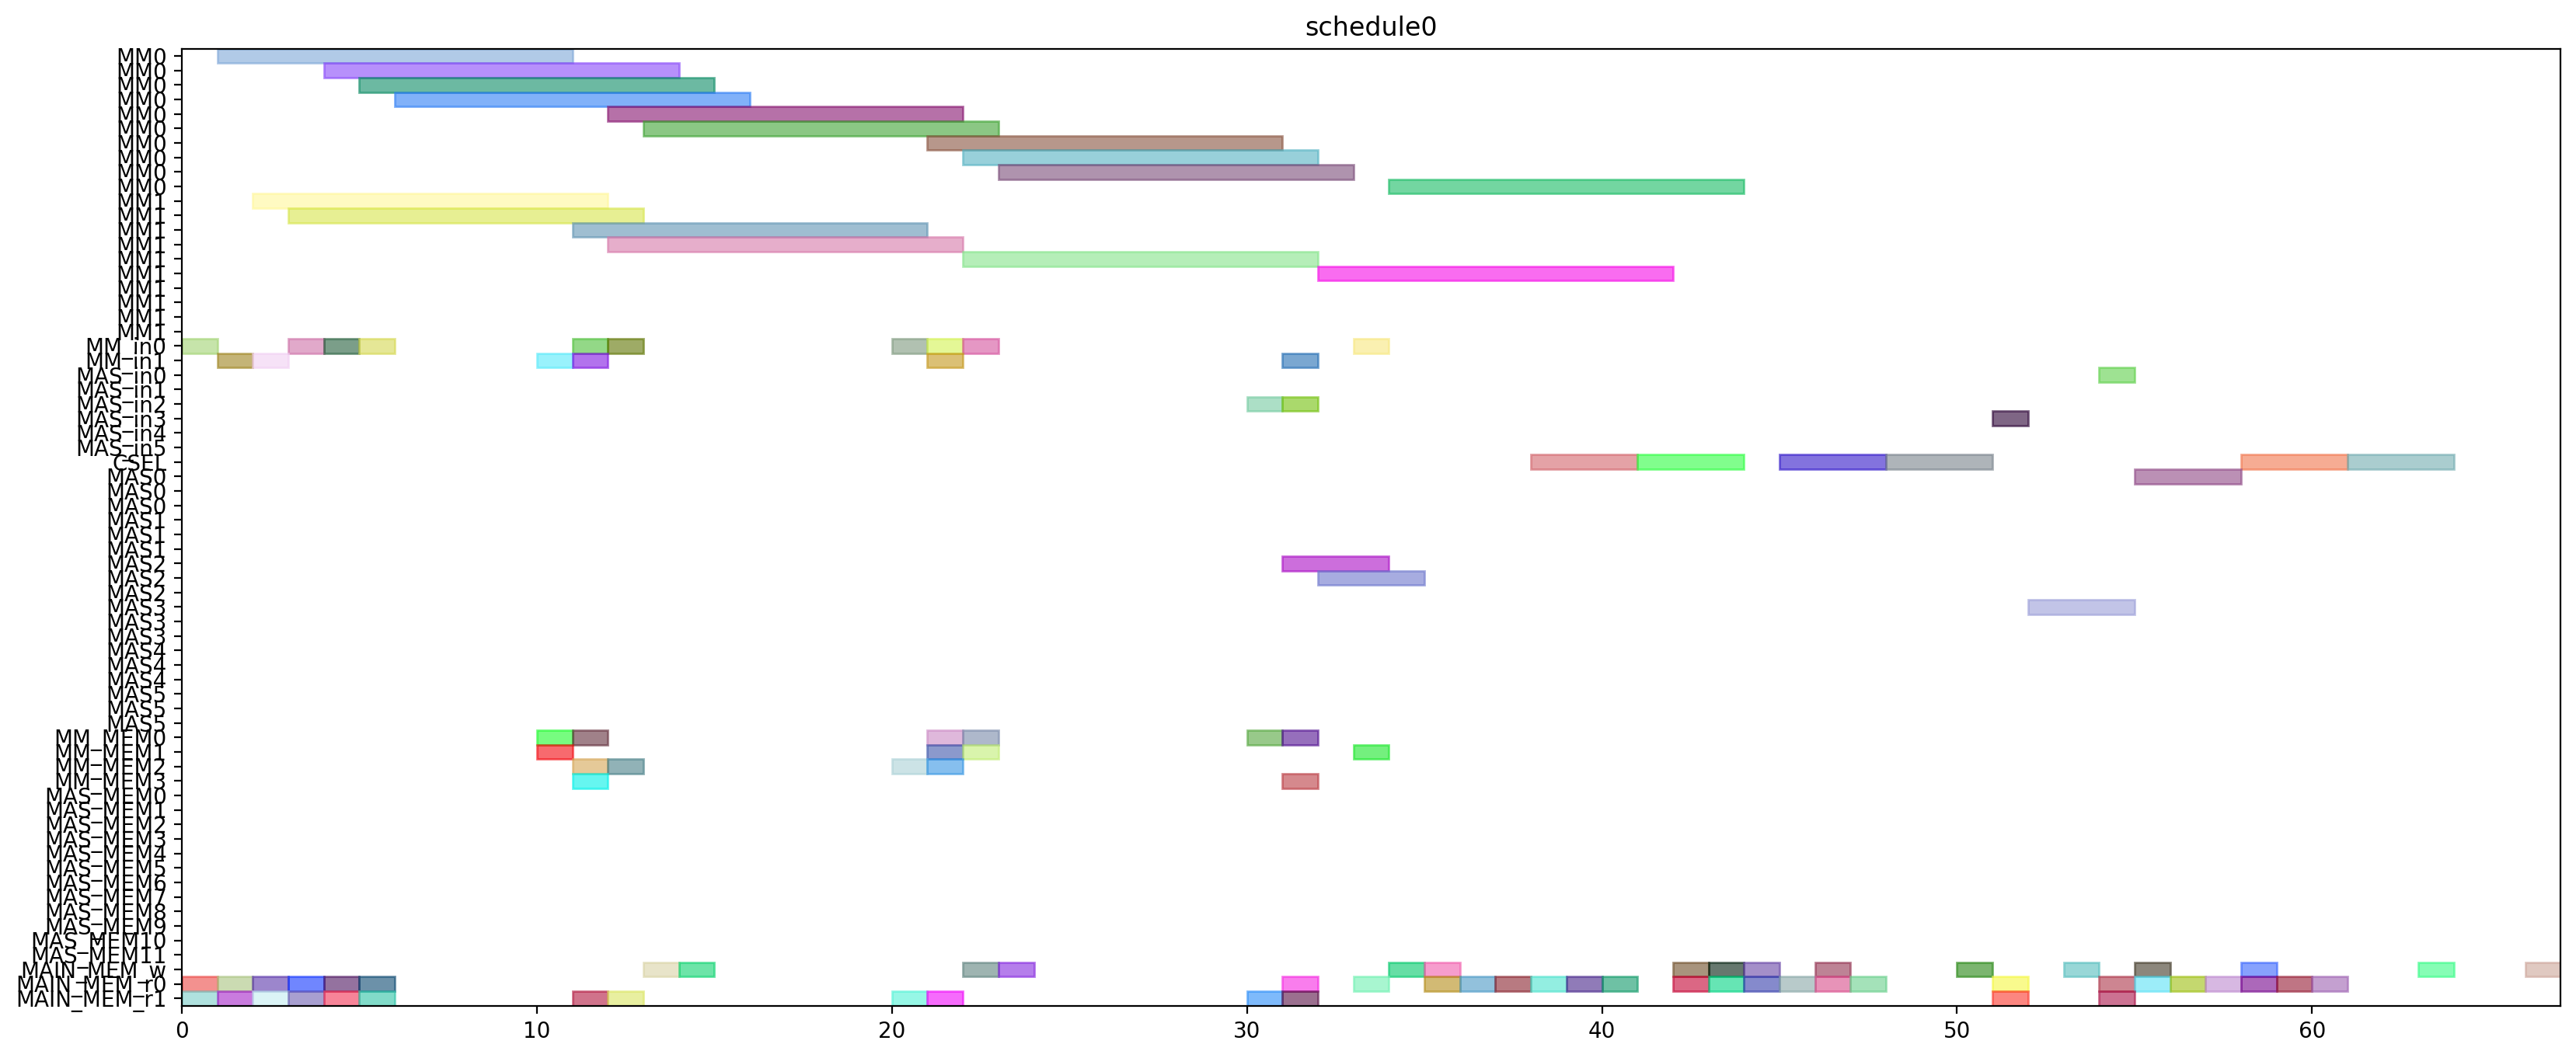 schedule0
MM0
MM0
MM0
MM0
MM0
MM0
MM0
MM0
MM0
MM0
MM1
MM1
MM1
MM1
MM1
MM1
MM1
MM1
MM1
MM1
MM_in0
MM_in1
MAS_in0
MAS_in1
MAS_in2
MAS_in3
MAS_in4
MAS_in5
CSEL
MAS0
MAS0
MAS0
MAS1
MAS1
MAS1
MAS2
MAS2
MAS2
MAS3
MAS3
MAS3
MAS4
MAS4
MAS4
MAS5
MAS5
MAS5
MM_MEM0
MM_MEM1
MM_MEM2
MM_MEM3
MAS_MEM0
MAS_MEM1
MAS_MEM2
MAS_MEM3
MAS_MEM4
MAS_MEM5
MAS_MEM6
MAS_MEM7
MAS_MEM8
MAS_MEM9
MAS_MEM10
MAS_MEM11
MAIN_MEM_w
MAIN_MEM_r0
MAIN_MEM_r1
0 10 20 30 40 50 60